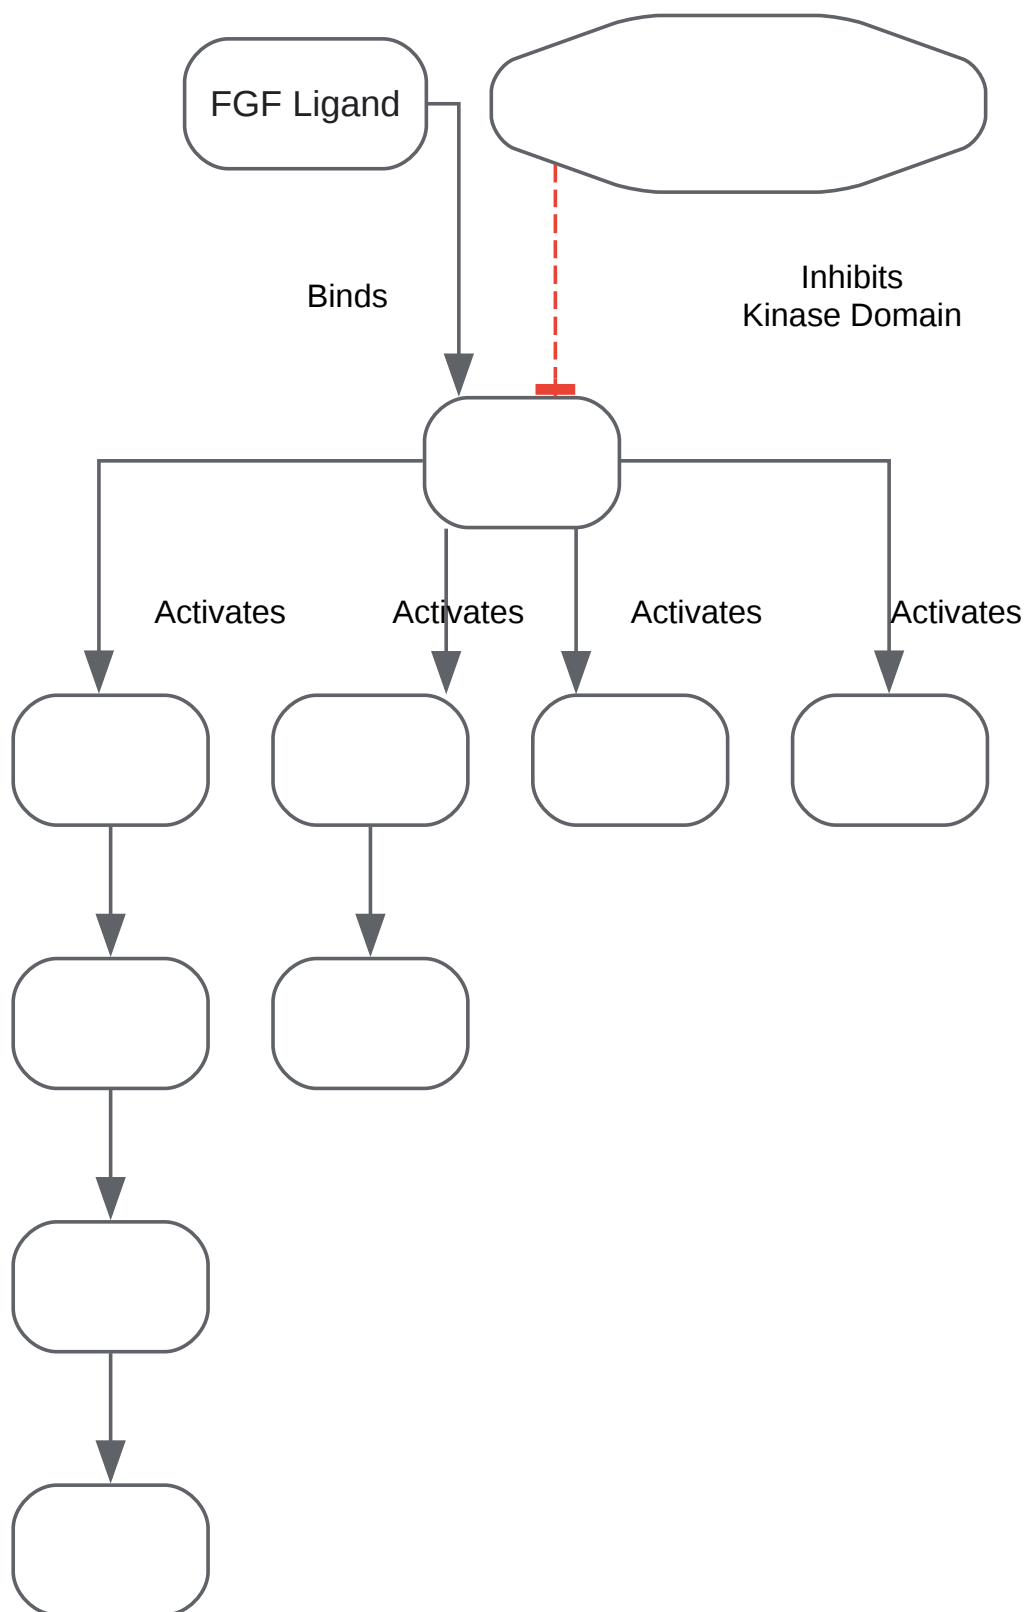 FGF Ligand
Binds
Inhibits
Kinase Domain
Activates
Activates
Activates
Activates